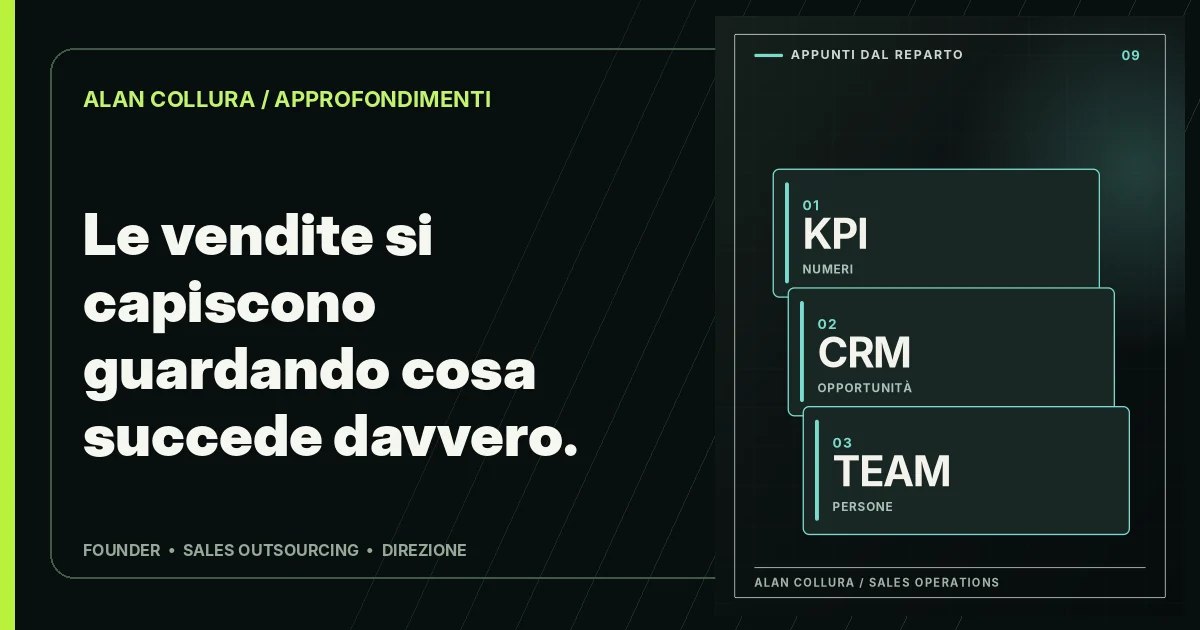 ALAN COLLURA / APPROFONDIMENTI
Le vendite si
capiscono
guardando cosa
succede davvero.
FOUNDER • SALES OUTSOURCING • DIREZIONE
APPUNTI DAL REPARTO
09
01
KPI
NUMERI
02
CRM
OPPORTUNITÀ
03
TEAM
PERSONE
ALAN COLLURA / SALES OPERATIONS